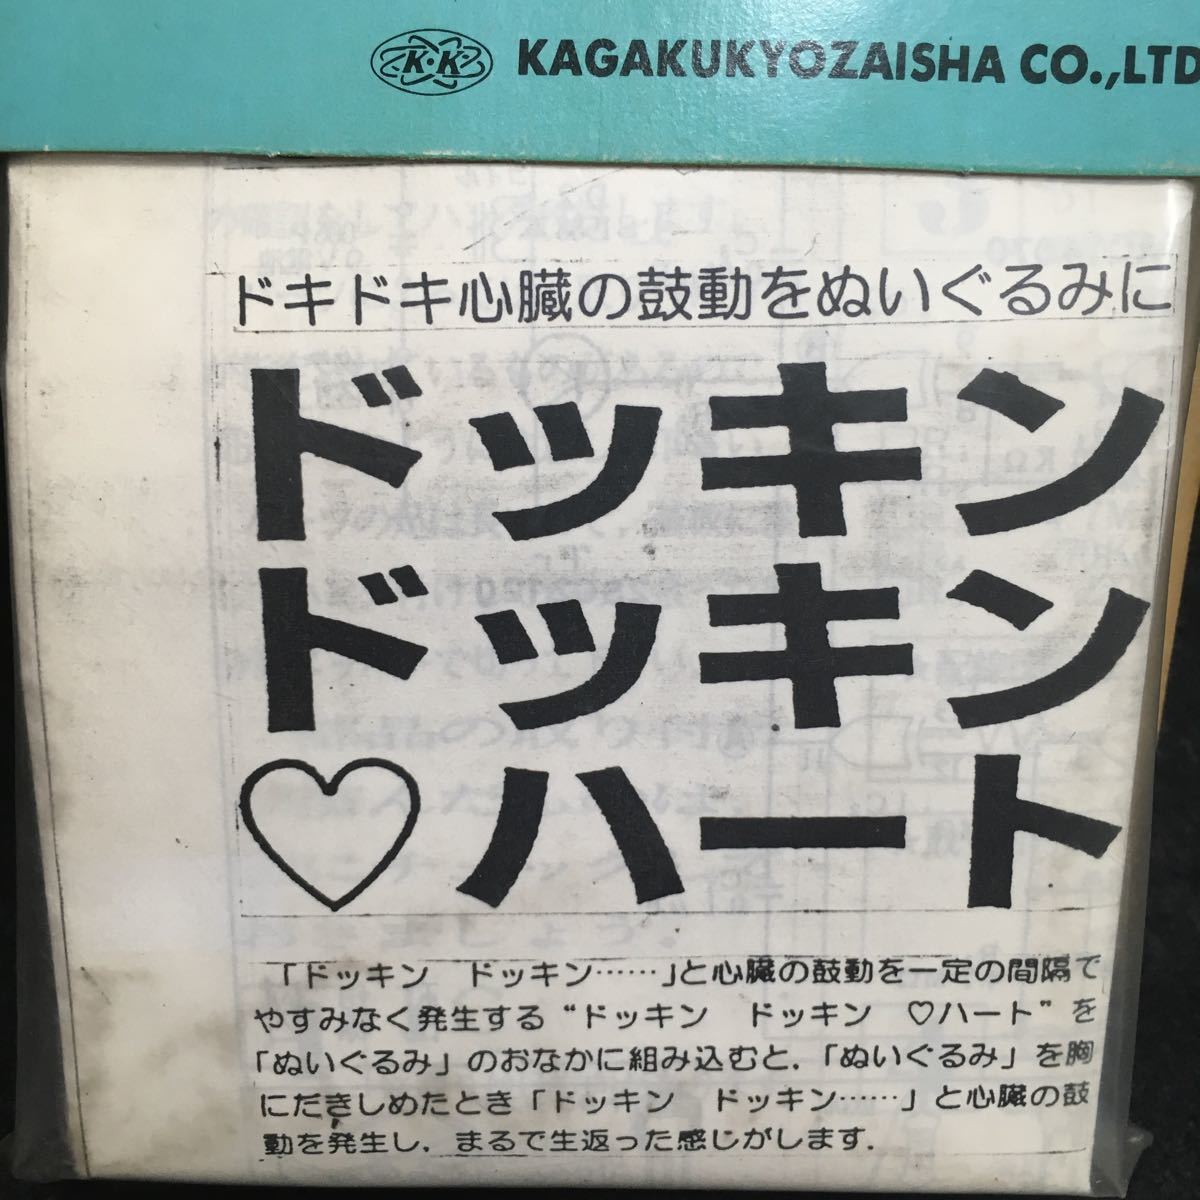 K・K KAGAKUKYOZAISHA CO.,LTD
ドキドキ心臓の鼓動をぬいぐるみに
ドッキン
ドッキン
♡ハート
「ドッキン　ドッキン……」と心臓の鼓動を一定の間隔で
やすみなく発生する“ドッキン　ドッキン　♡ハート”を
「ぬいぐるみ」のおなかに組み込むと，「ぬいぐるみ」を胸
にだきしめたとき「ドッキン　ドッキン……」と心臓の鼓
動を発生し，まるで生返った感じがします．